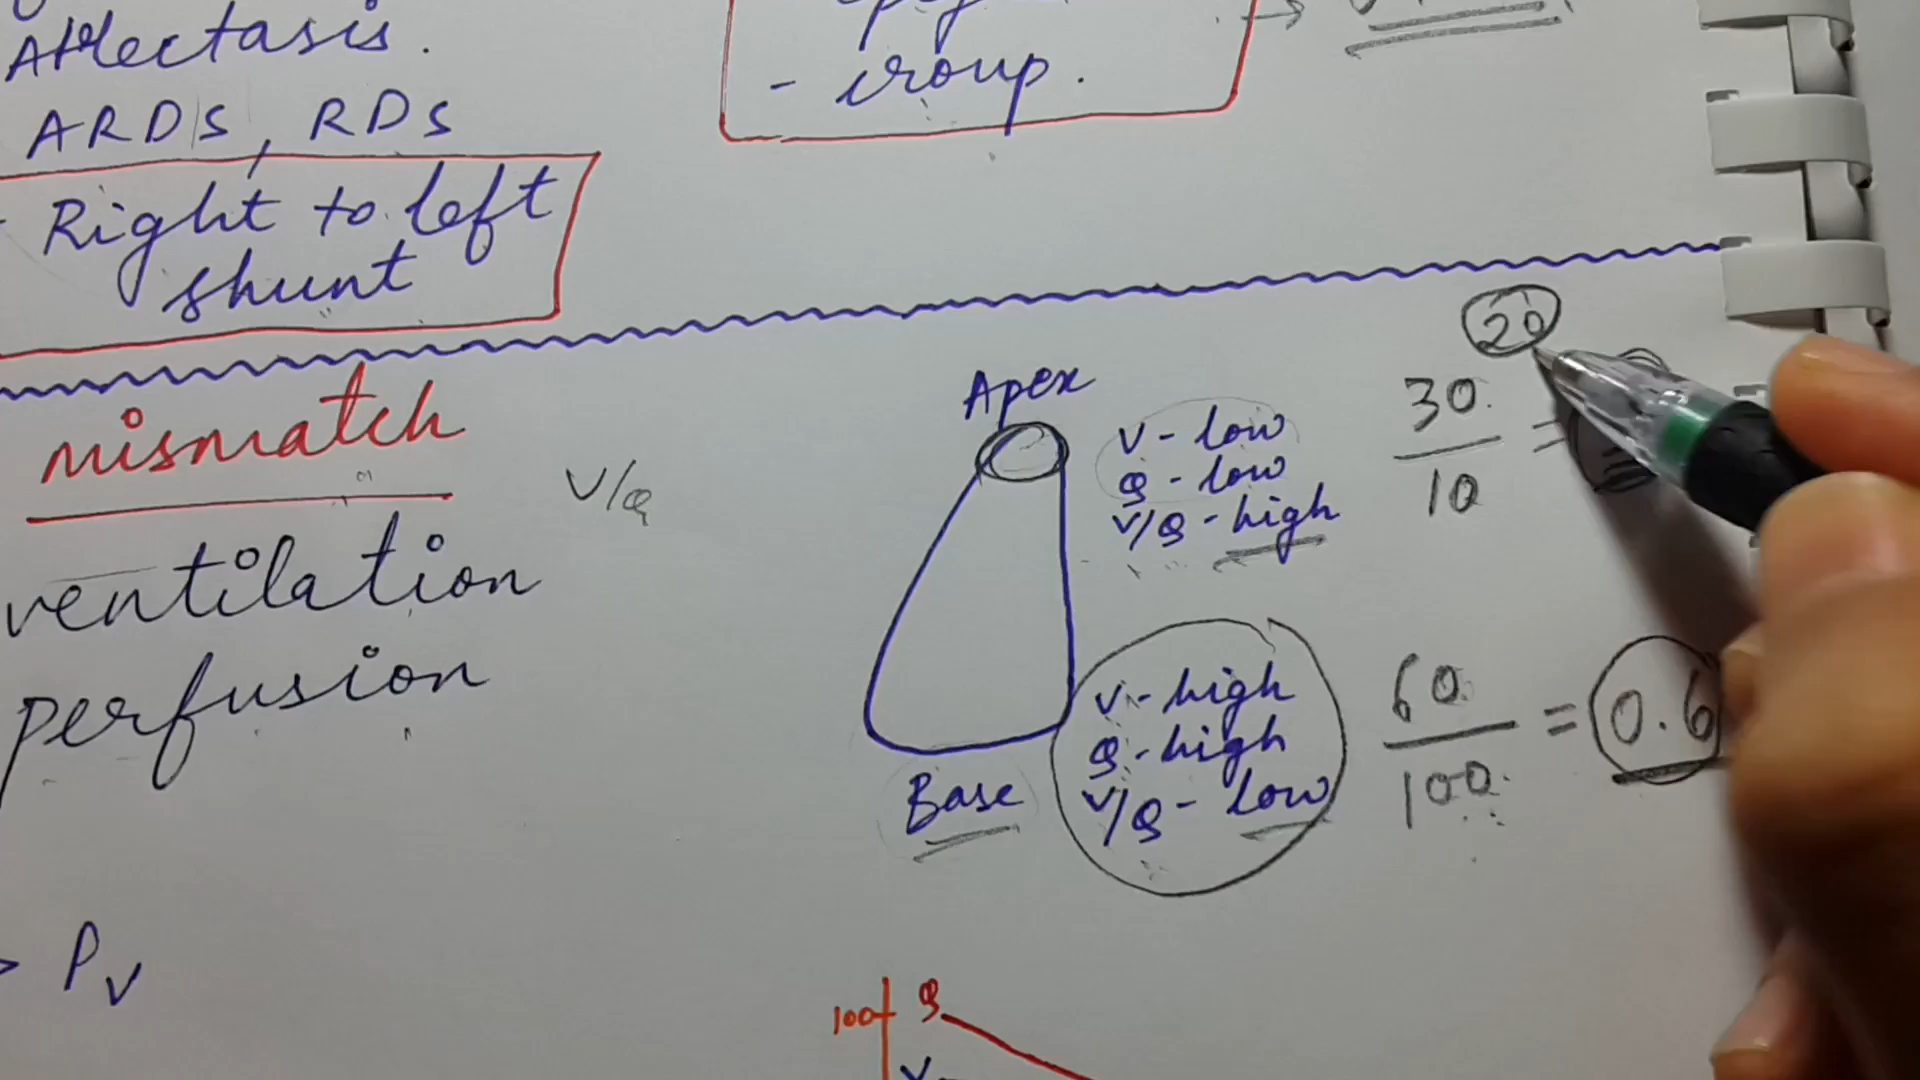 Atelectasis.
ARDS, RDS
Right to left
shunt
- croup.
mismatch
ventilation
perfusion
V/Q
Apex
V - low
Q - low
V/Q - high
20
30
10
=
V - high
Q - high
V/Q - low
60
100
= 0.6
Base
> PV
100
Q
V